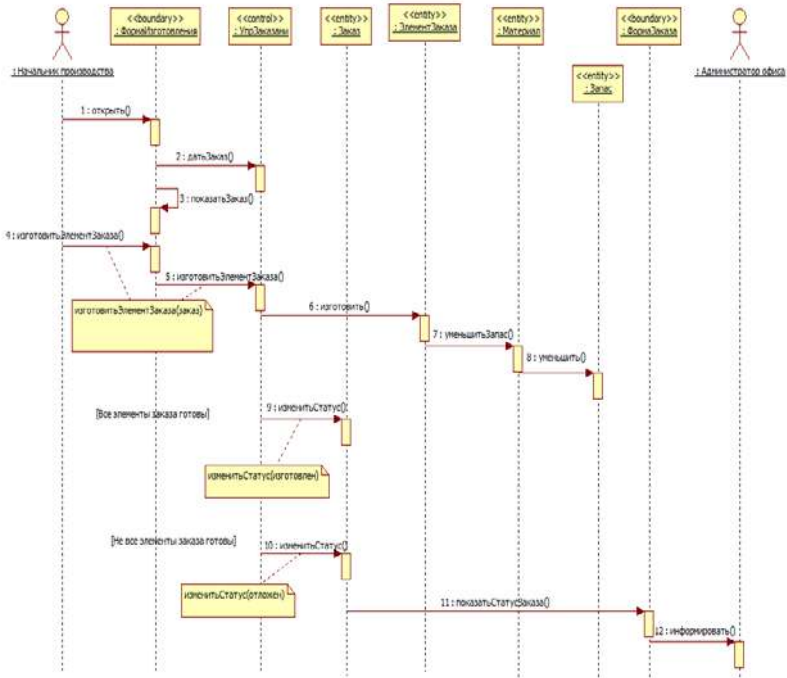 <<boundary>>
: ФормаИзготовления
<<control>>
: УпрЗаказами
<<entity>>
: Заказ
<<entity>>
: ЭлементЗаказа
<<entity>>
: Материал
<<boundary>>
: ФормаЗаказа
: Начальник производства
<<entity>>
: Запас
: Администратор офиса
1 : открыть()
2 : датьЗаказ()
3 : показатьЗаказ()
4 : изготовитьЭлементЗаказа()
5 : изготовитьЭлементЗаказа()
изготовитьЭлементЗаказа(заказ)
6 : изготовить()
7 : уменьшитьЗапас()
8 : уменьшить()
[Все элементы заказа готовы]
9 : изменитьСтатус()
изменитьСтатус(изготовлен)
[Не все элементы заказа готовы]
10 : изменитьСтатус()
изменитьСтатус(отложен)
11 : показатьСтатусЗаказа()
12 : информировать()